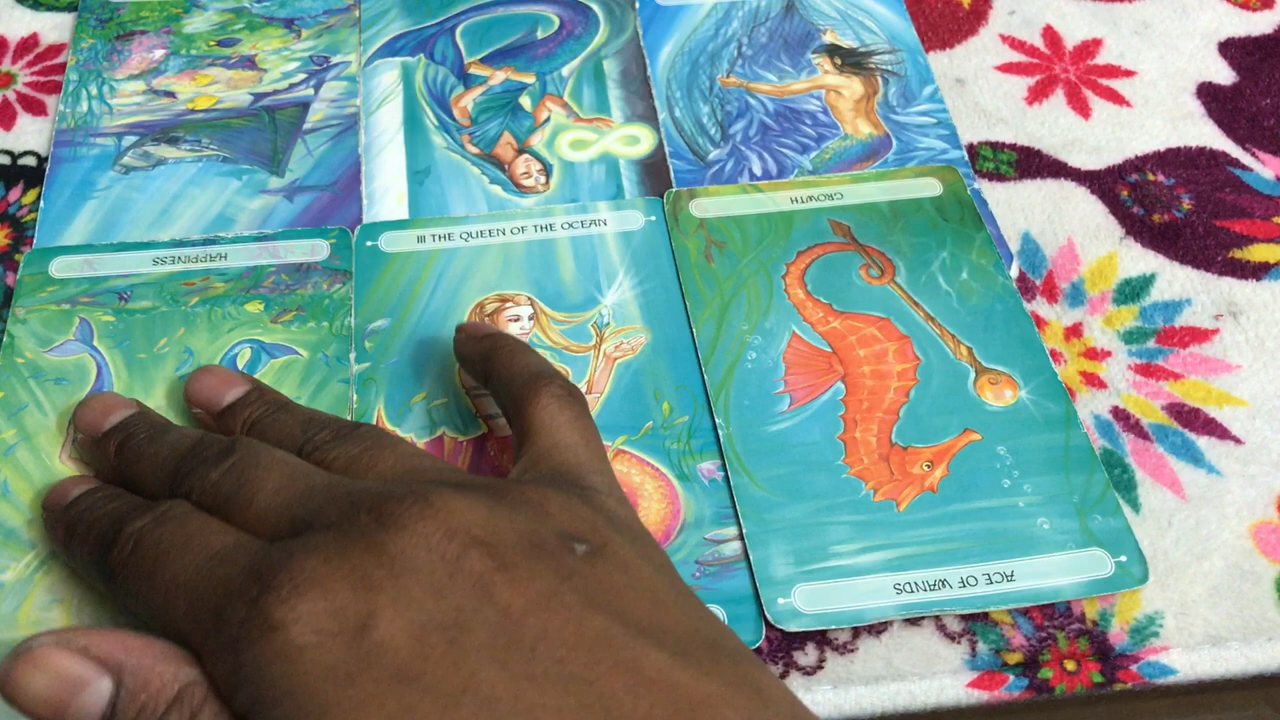 III THE QUEEN OF THE OCEAN
GROWTH
HAPPINESS
ACE OF WANDS